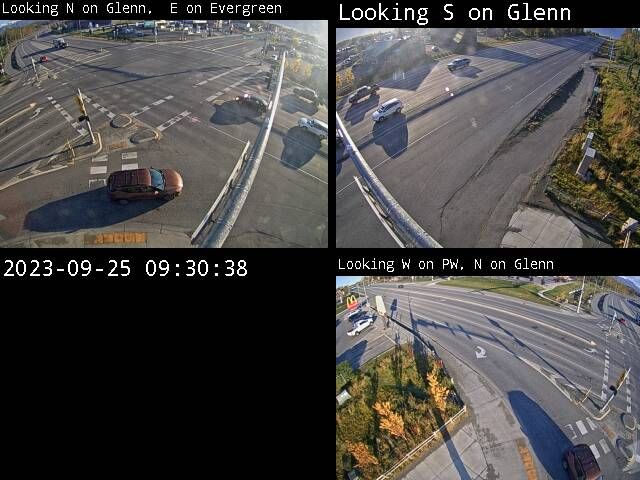 Looking N on Glenn, E on Evergreen
Looking S on Glenn
2023-09-25 09:30:38
Looking W on PW, N on Glenn